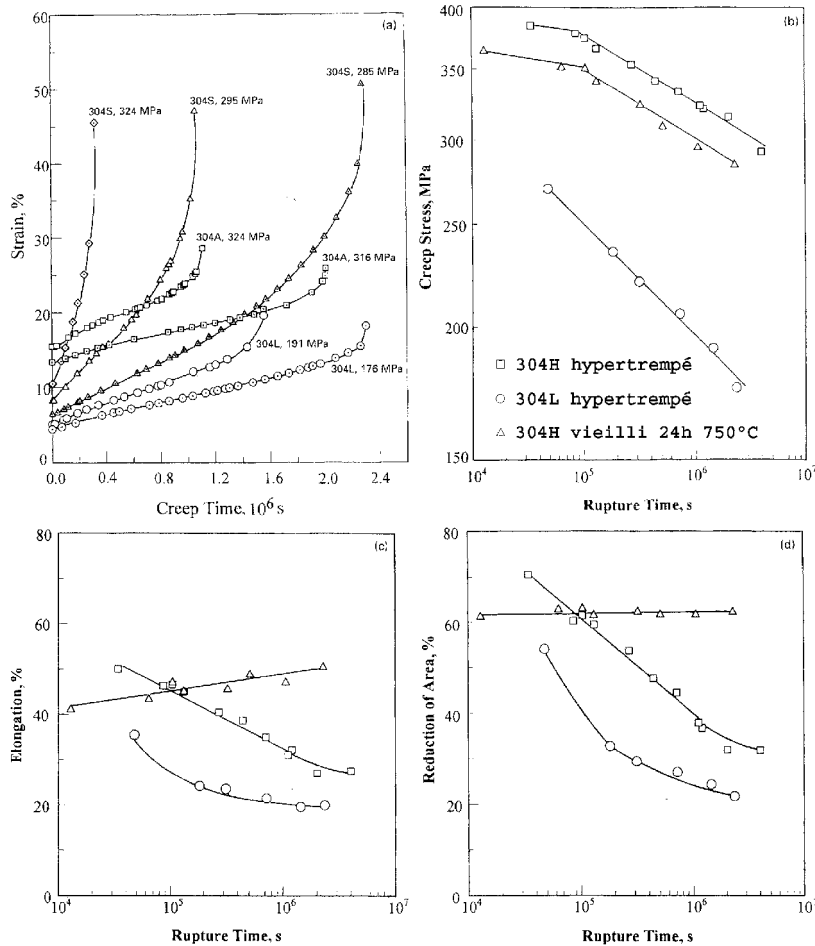 (a)
60
50
40
30
20
10
0
Strain, %
304S, 324 MPa
304S, 295 MPa
304S, 285 MPa
304A, 324 MPa
304A, 316 MPa
304L, 191 MPa
304L, 176 MPa
0.0 0.4 0.8 1.2 1.6 2.0 2.4
Creep Time, 10⁶ s
(b)
400
350
300
250
200
150
Creep Stress, MPa
304H hypertrempé
304L hypertrempé
304H vieilli 24h 750°C
10⁴ 10⁵ 10⁶ 10⁷
Rupture Time, s
(c)
80
60
40
20
0
Elongation, %
10⁴ 10⁵ 10⁶ 10⁷
Rupture Time, s
(d)
80
60
40
20
0
Reduction of Area, %
10⁴ 10⁵ 10⁶ 10⁷
Rupture Time, s